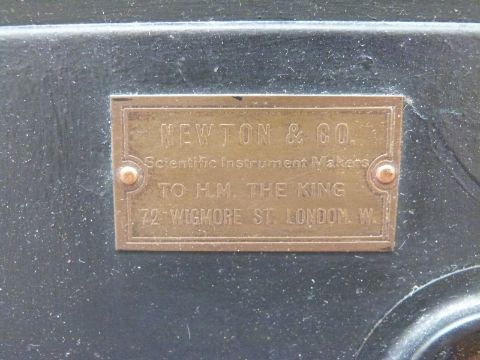 NEWTON & CO.
Scientific Instrument Makers
TO H.M. THE KING
72 WIGMORE ST. LONDON. W.